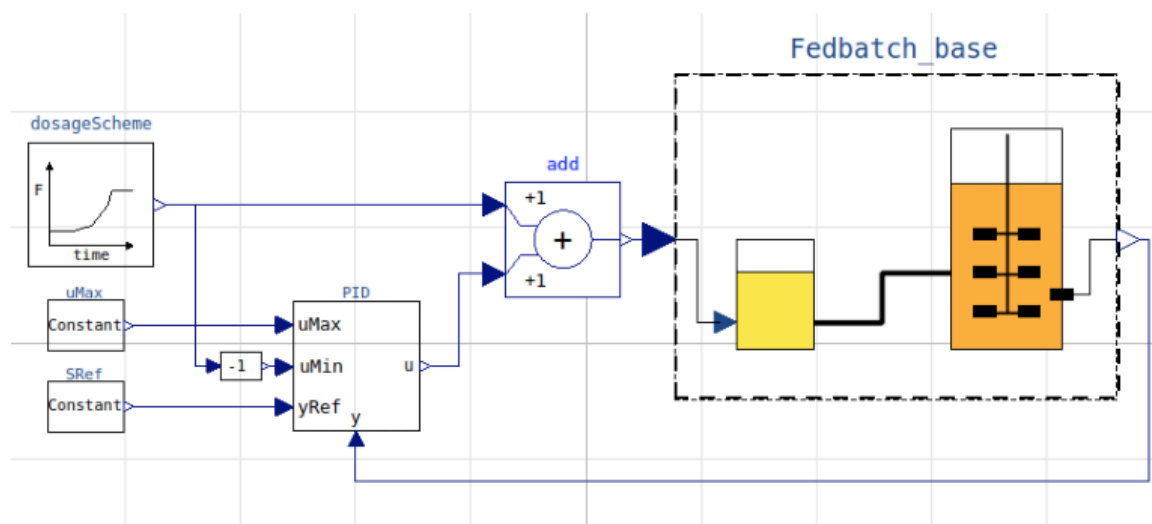 Fedbatch_base
dosageScheme
F
time
add
+1
+
+1
uMax
Constant
SRef
Constant
-1
PID
uMax
uMin
yRef
y
u